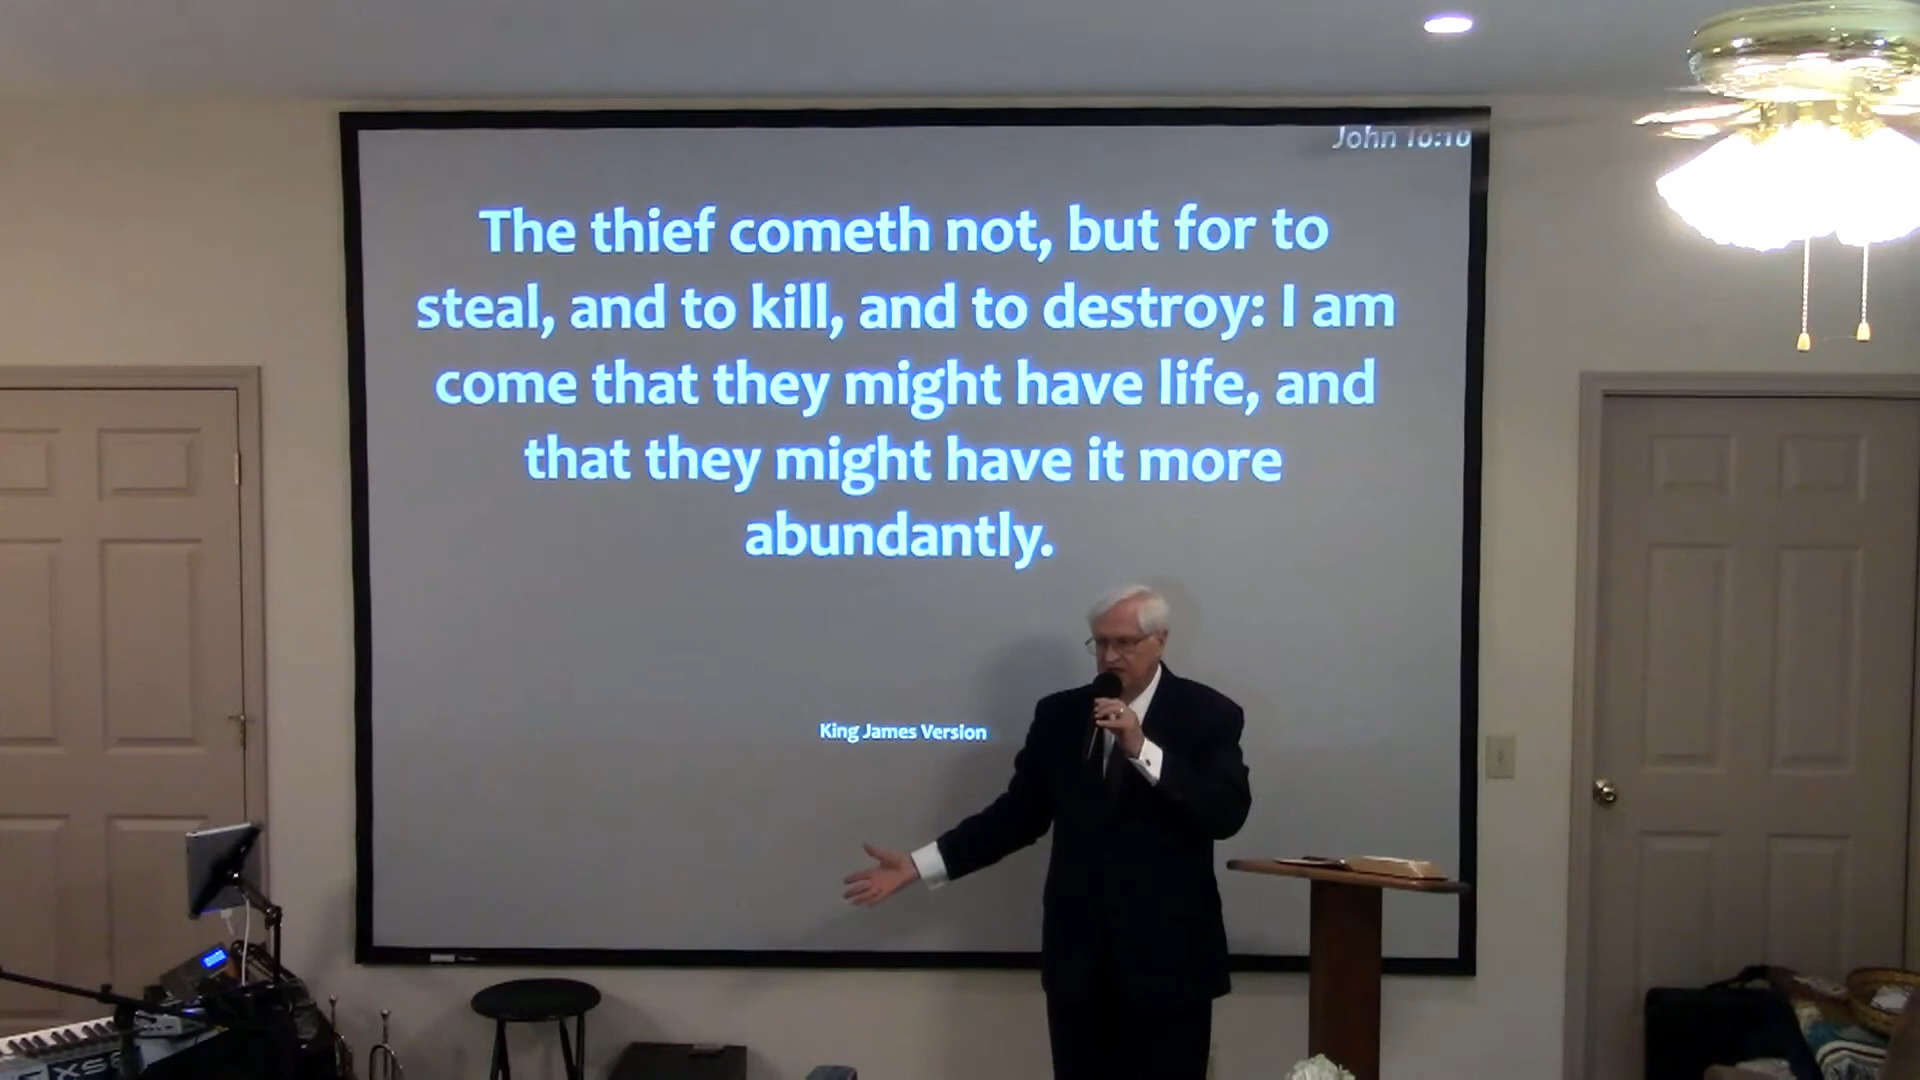 John 10:10
The thief cometh not, but for to
steal, and to kill, and to destroy: I am
come that they might have life, and
that they might have it more
abundantly.
King James Version